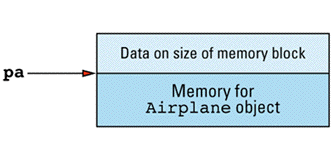 Data on size of memory block
pa
Memory for
Airplane object